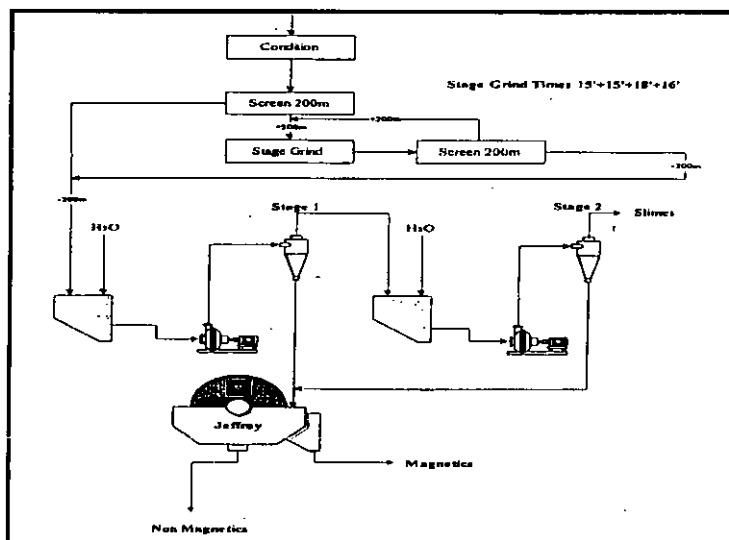 Condition
Stage Grind Times 15'+15'+18'+16'
Screen 200m
+200m
+200m
Stage Grind
Screen 200m
-200m
-200m
Stage 1
Stage 2
Slimes
H2O
H2O
Jeffrey
Magnetics
Non Magnetics